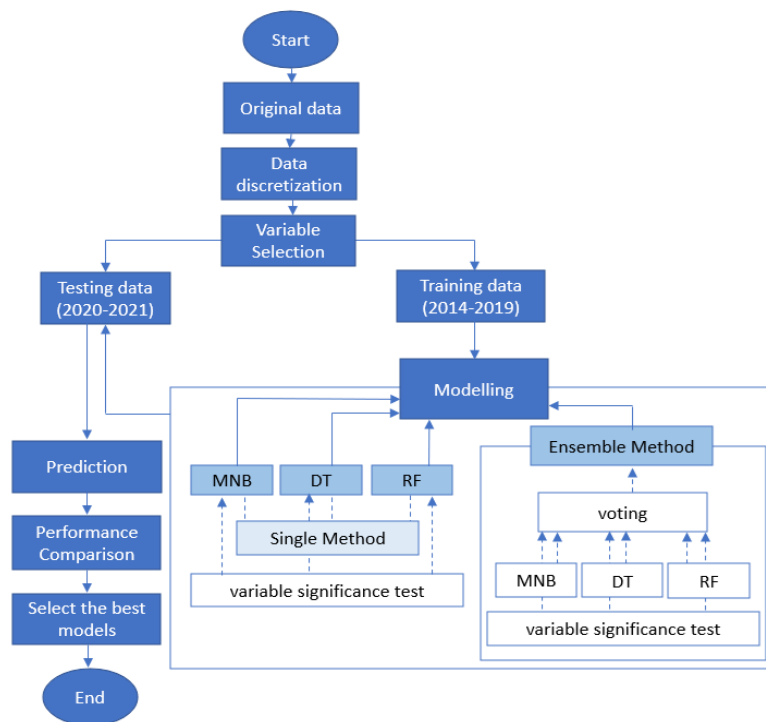 Start
Original data
Data
discretization
Variable
Selection
Testing data
(2020-2021)
Training data
(2014-2019)
Modelling
Ensemble Method
Prediction
MNB
DT
RF
voting
Single Method
Performance
Comparison
MNB
DT
RF
variable significance test
Select the best
models
variable significance test
End